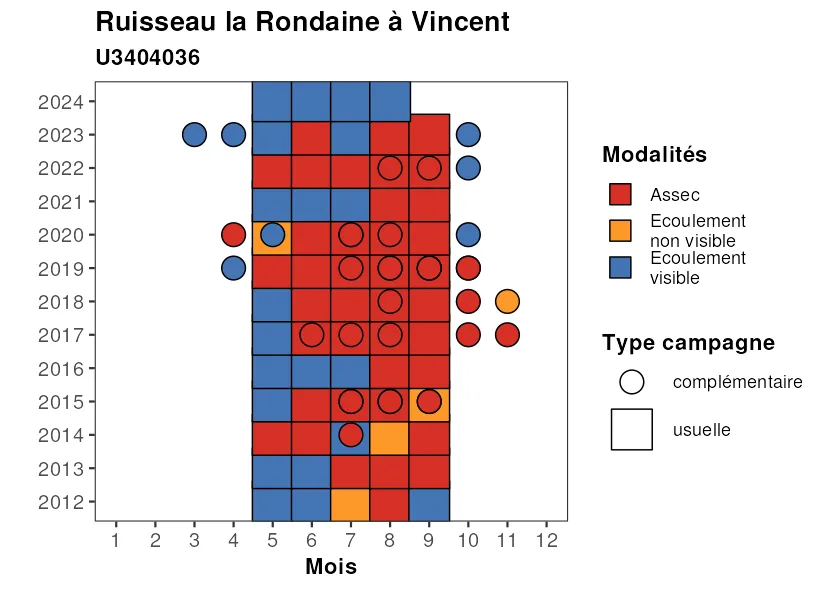 Ruisseau la Rondaine à Vincent
U3404036
2024
2023
2022
2021
2020
2019
2018
2017
2016
2015
2014
2013
2012
1 2 3 4 5 6 7 8 9 10 11 12
Mois
Modalités
Assec
Ecoulement
non visible
Ecoulement
visible
Type campagne
complémentaire
usuelle